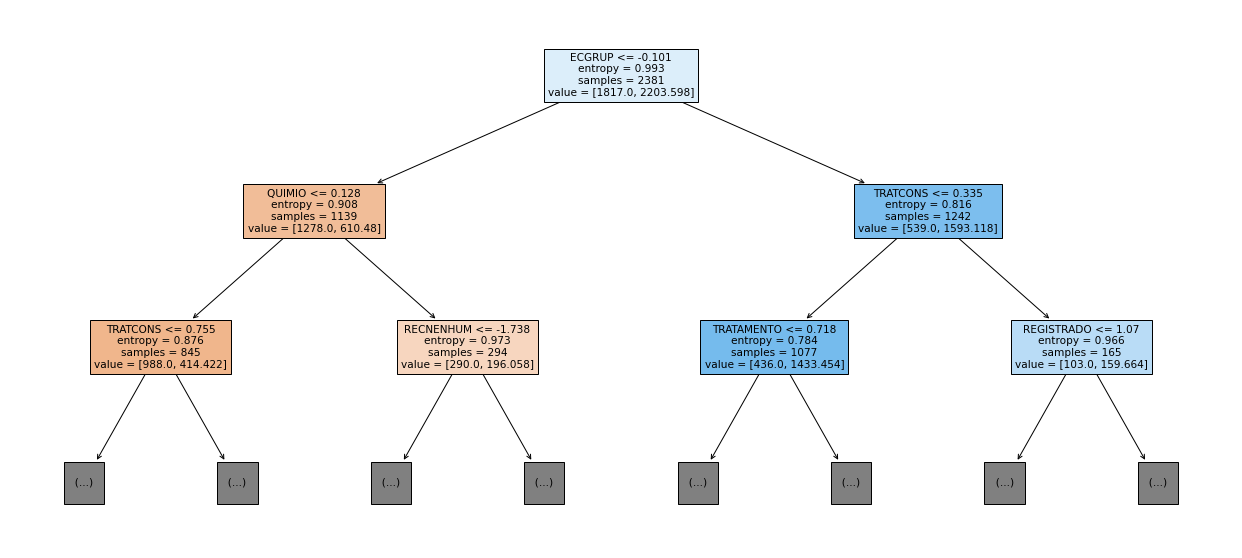 ECGRUP <= -0.101
entropy = 0.993
samples = 2381
value = [1817.0, 2203.598]
QUIMIO <= 0.128
entropy = 0.908
samples = 1139
value = [1278.0, 610.48]
TRATCONS <= 0.335
entropy = 0.816
samples = 1242
value = [539.0, 1593.118]
TRATCONS <= 0.755
entropy = 0.876
samples = 845
value = [988.0, 414.422]
RECNENHUM <= -1.738
entropy = 0.973
samples = 294
value = [290.0, 196.058]
TRATAMENTO <= 0.718
entropy = 0.784
samples = 1077
value = [436.0, 1433.454]
REGISTRADO <= 1.07
entropy = 0.966
samples = 165
value = [103.0, 159.664]
(...)
(...)
(...)
(...)
(...)
(...)
(...)
(...)